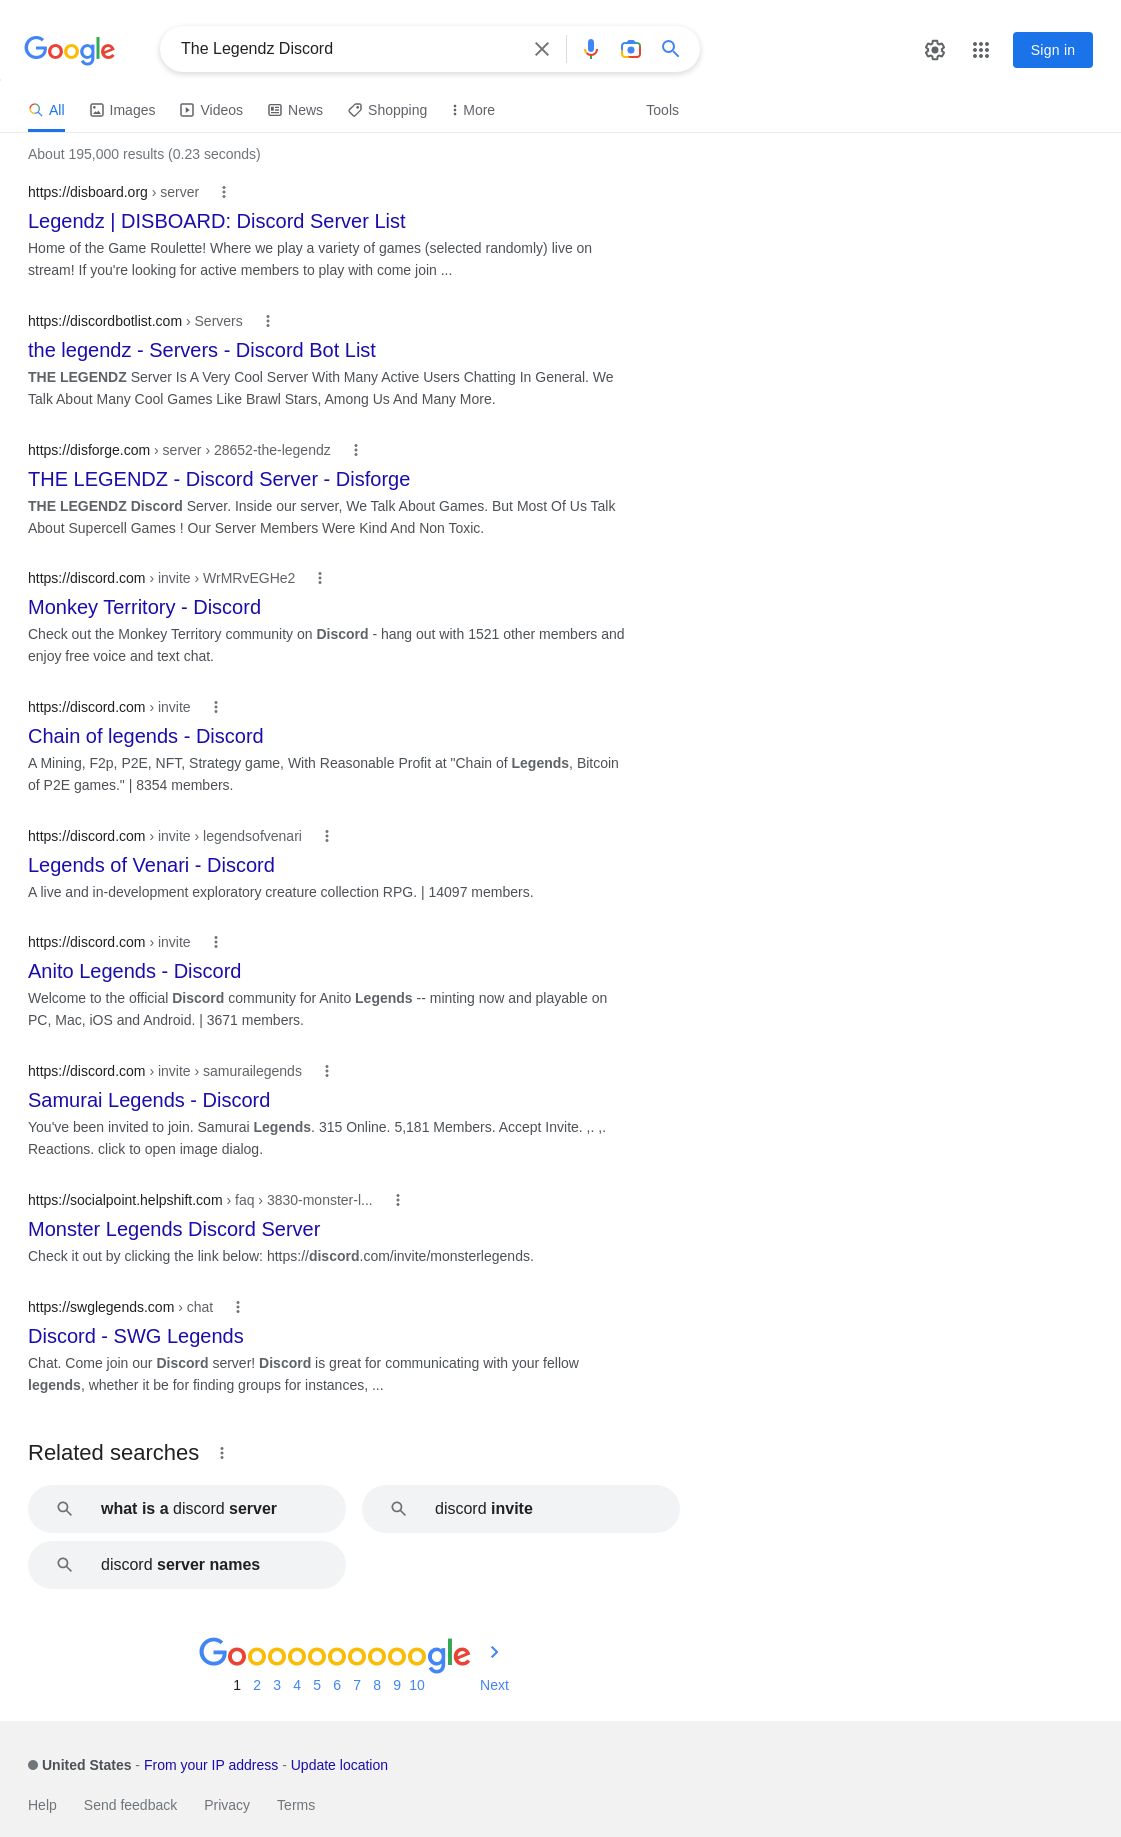 Google
The Legendz Discord
Sign in
All Images Videos News Shopping More Tools
About 195,000 results (0.23 seconds)
https://disboard.org › server
Legendz | DISBOARD: Discord Server List
Home of the Game Roulette! Where we play a variety of games (selected randomly) live on
stream! If you're looking for active members to play with come join ...
https://discordbotlist.com › Servers
the legendz - Servers - Discord Bot List
THE LEGENDZ Server Is A Very Cool Server With Many Active Users Chatting In General. We
Talk About Many Cool Games Like Brawl Stars, Among Us And Many More.
https://disforge.com › server › 28652-the-legendz
THE LEGENDZ - Discord Server - Disforge
THE LEGENDZ Discord Server. Inside our server, We Talk About Games. But Most Of Us Talk
About Supercell Games ! Our Server Members Were Kind And Non Toxic.
https://discord.com › invite › WrMRvEGHe2
Monkey Territory - Discord
Check out the Monkey Territory community on Discord - hang out with 1521 other members and
enjoy free voice and text chat.
https://discord.com › invite
Chain of legends - Discord
A Mining, F2p, P2E, NFT, Strategy game, With Reasonable Profit at "Chain of Legends, Bitcoin
of P2E games." | 8354 members.
https://discord.com › invite › legendsofvenari
Legends of Venari - Discord
A live and in-development exploratory creature collection RPG. | 14097 members.
https://discord.com › invite
Anito Legends - Discord
Welcome to the official Discord community for Anito Legends -- minting now and playable on
PC, Mac, iOS and Android. | 3671 members.
https://discord.com › invite › samurailegends
Samurai Legends - Discord
You've been invited to join. Samurai Legends. 315 Online. 5,181 Members. Accept Invite. ,. ,.
Reactions. click to open image dialog.
https://socialpoint.helpshift.com › faq › 3830-monster-l...
Monster Legends Discord Server
Check it out by clicking the link below: https://discord.com/invite/monsterlegends.
https://swglegends.com › chat
Discord - SWG Legends
Chat. Come join our Discord server! Discord is great for communicating with your fellow
legends, whether it be for finding groups for instances, ...
Related searches
what is a discord server
discord invite
discord server names
Goooooooooogle
1 2 3 4 5 6 7 8 9 10 Next
United States - From your IP address - Update location
Help Send feedback Privacy Terms